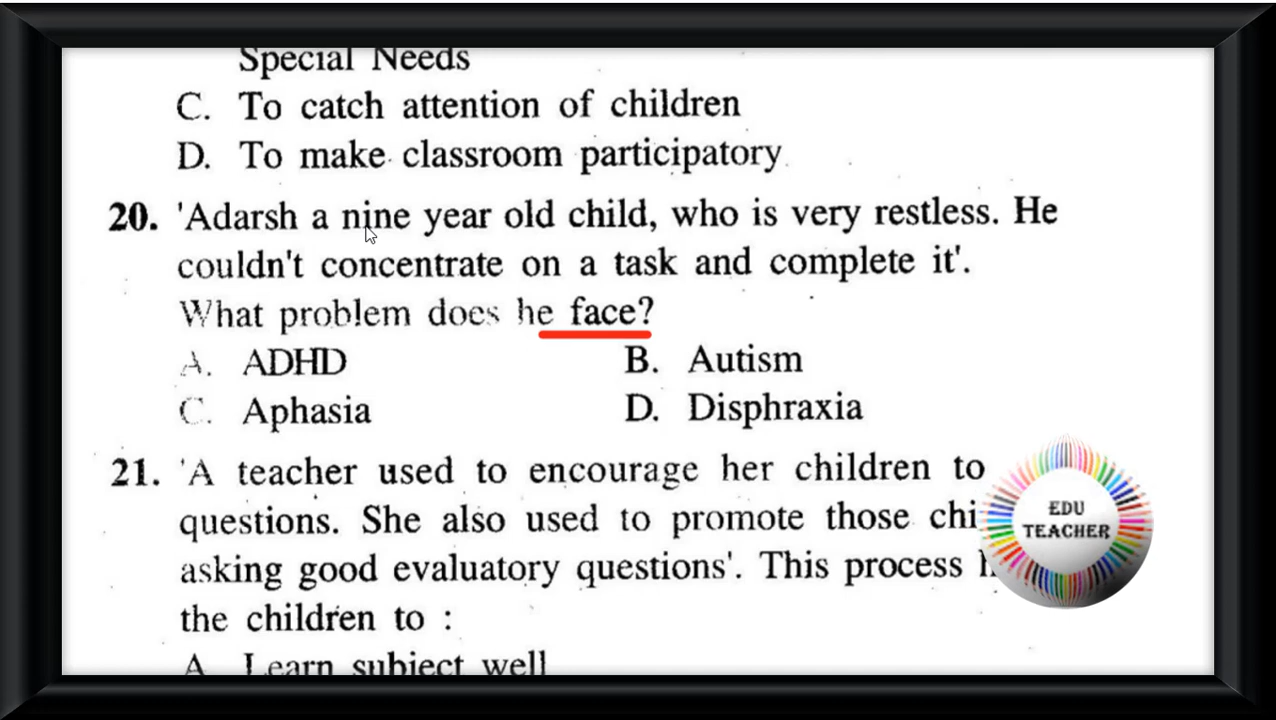 Special Needs
C. To catch attention of children
D. To make classroom participatory
20. 'Adarsh a nine year old child, who is very restless. He
couldn't concentrate on a task and complete it'.
What problem does he face?
A. ADHD B. Autism
C. Aphasia D. Disphraxia
21. 'A teacher used to encourage her children to
questions. She also used to promote those chi
asking good evaluatory questions'. This process
the children to :
A Learn subject well
EDU
TEACHER